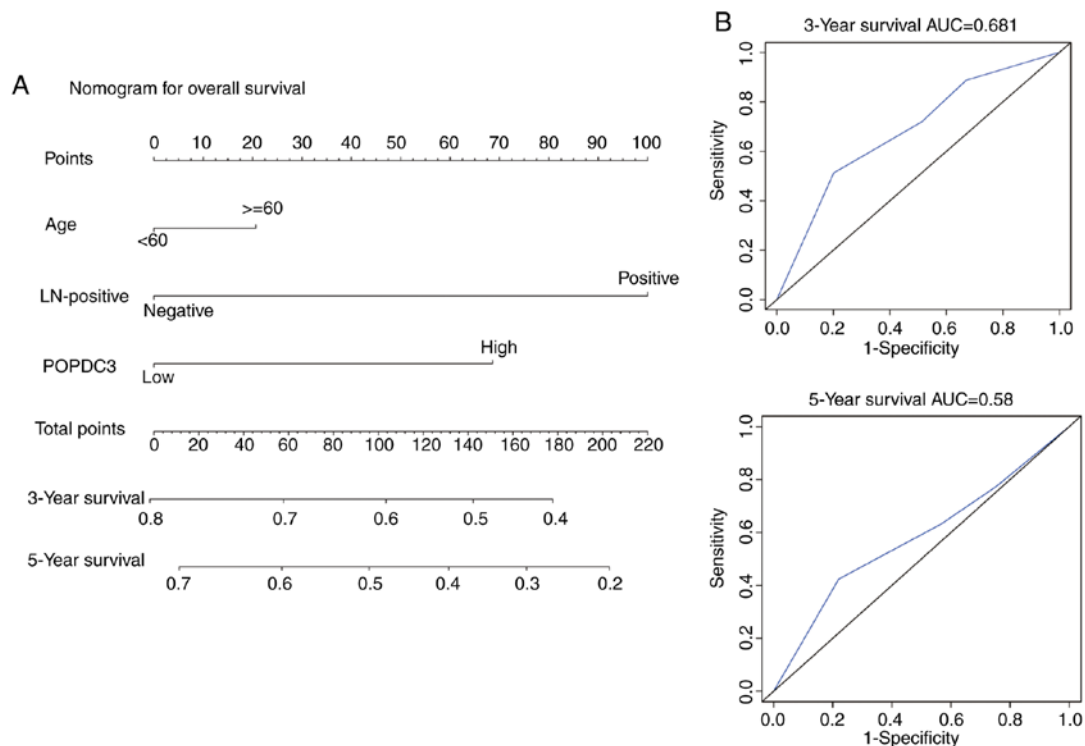 A
Nomogram for overall survival
Points
0 10 20 30 40 50 60 70 80 90 100
Age
>=60
<60
LN-positive
Positive
Negative
POPDC3
High
Low
Total points
0 20 40 60 80 100 120 140 160 180 200 220
3-Year survival
0.8 0.7 0.6 0.5 0.4
5-Year survival
0.7 0.6 0.5 0.4 0.3 0.2
B
3-Year survival AUC=0.681
Sensitivity
1.0
0.8
0.6
0.4
0.2
0.0
0.0 0.2 0.4 0.6 0.8 1.0
1-Specificity
5-Year survival AUC=0.58
Sensitivity
1.0
0.8
0.6
0.4
0.2
0.0
0.0 0.2 0.4 0.6 0.8 1.0
1-Specificity